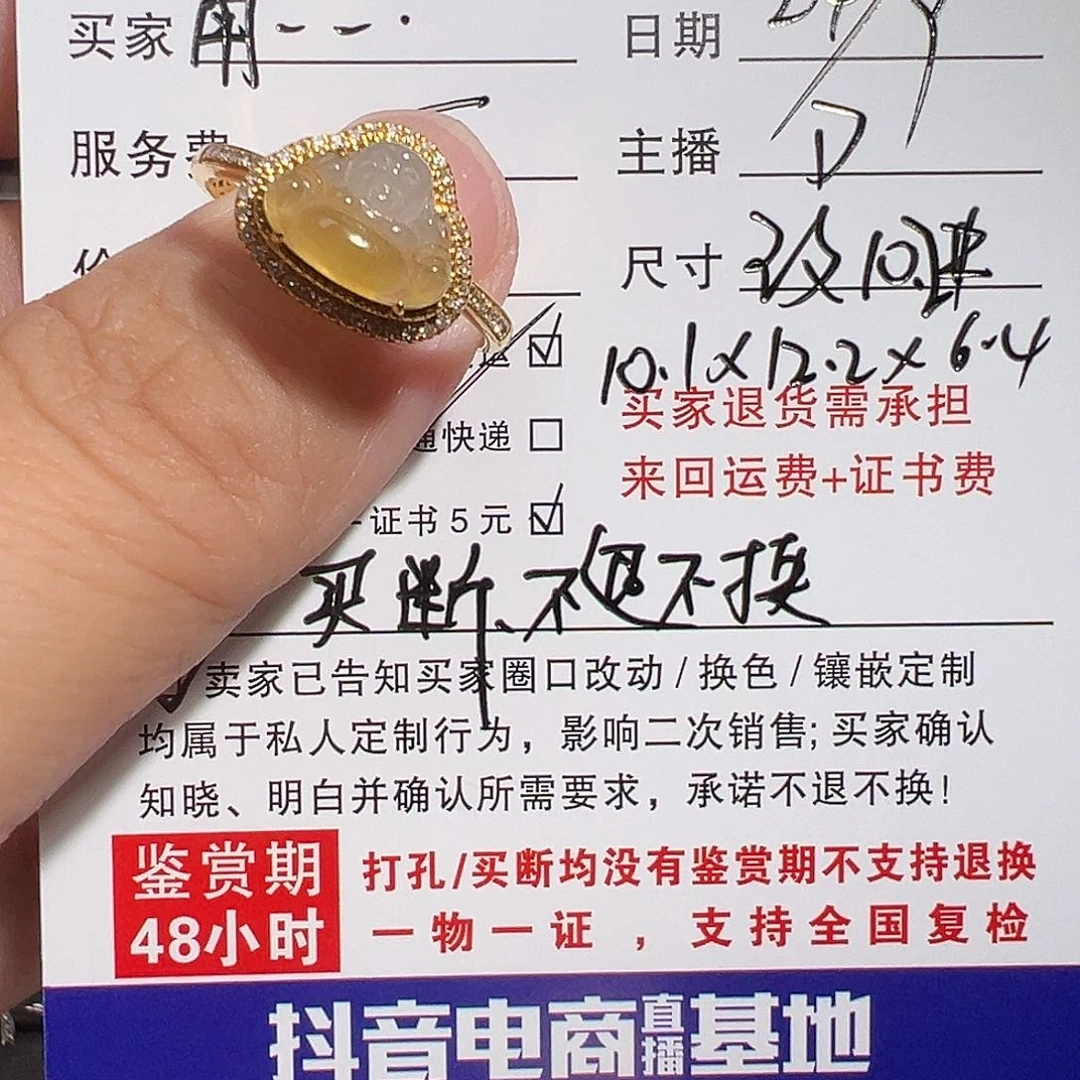 买家 用--. 日期
服务费 主播 D
尺寸 没10.
10.1×12.2×6.4
买家退货需承担
通快递
来回运费+证书费
证书5元
买断、不退不换
卖家已告知买家圈口改动/换色/镶嵌定制
均属于私人定制行为，影响二次销售;买家确认
知晓、明白并确认所需要求，承诺不退不换!
鉴赏期
48小时
打孔/买断均没有鉴赏期不支持退换
一物一证，支持全国复检
抖音电商直播基地